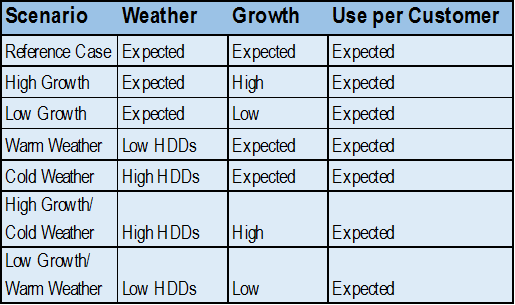 Scenario Weather Growth Use per Customer
Reference Case Expected Expected Expected
High Growth Expected High Expected
Low Growth Expected Low Expected
Warm Weather Low HDDs Expected Expected
Cold Weather High HDDs Expected Expected
High Growth/
Cold Weather High HDDs High Expected
Low Growth/
Warm Weather Low HDDs Low Expected